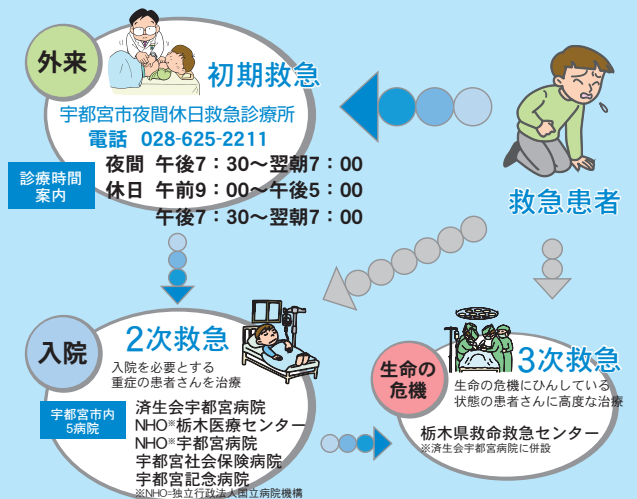 外来
初期救急
宇都宮市夜間休日救急診療所
電話 028-625-2211
診療時間
案内
夜間 午後7：30～翌朝7：00
休日 午前9：00～午後5：00
午後7：30～翌朝7：00
救急患者
入院
2次救急
入院を必要とする
重症の患者さんを治療
宇都宮市内
5病院
済生会宇都宮病院
NHO※栃木医療センター
NHO※宇都宮病院
宇都宮社会保険病院
宇都宮記念病院
※NHO=独立行政法人国立病院機構
生命の
危機
3次救急
生命の危機にひんしている
状態の患者さんに高度な治療
栃木県救命救急センター
※済生会宇都宮病院に併設